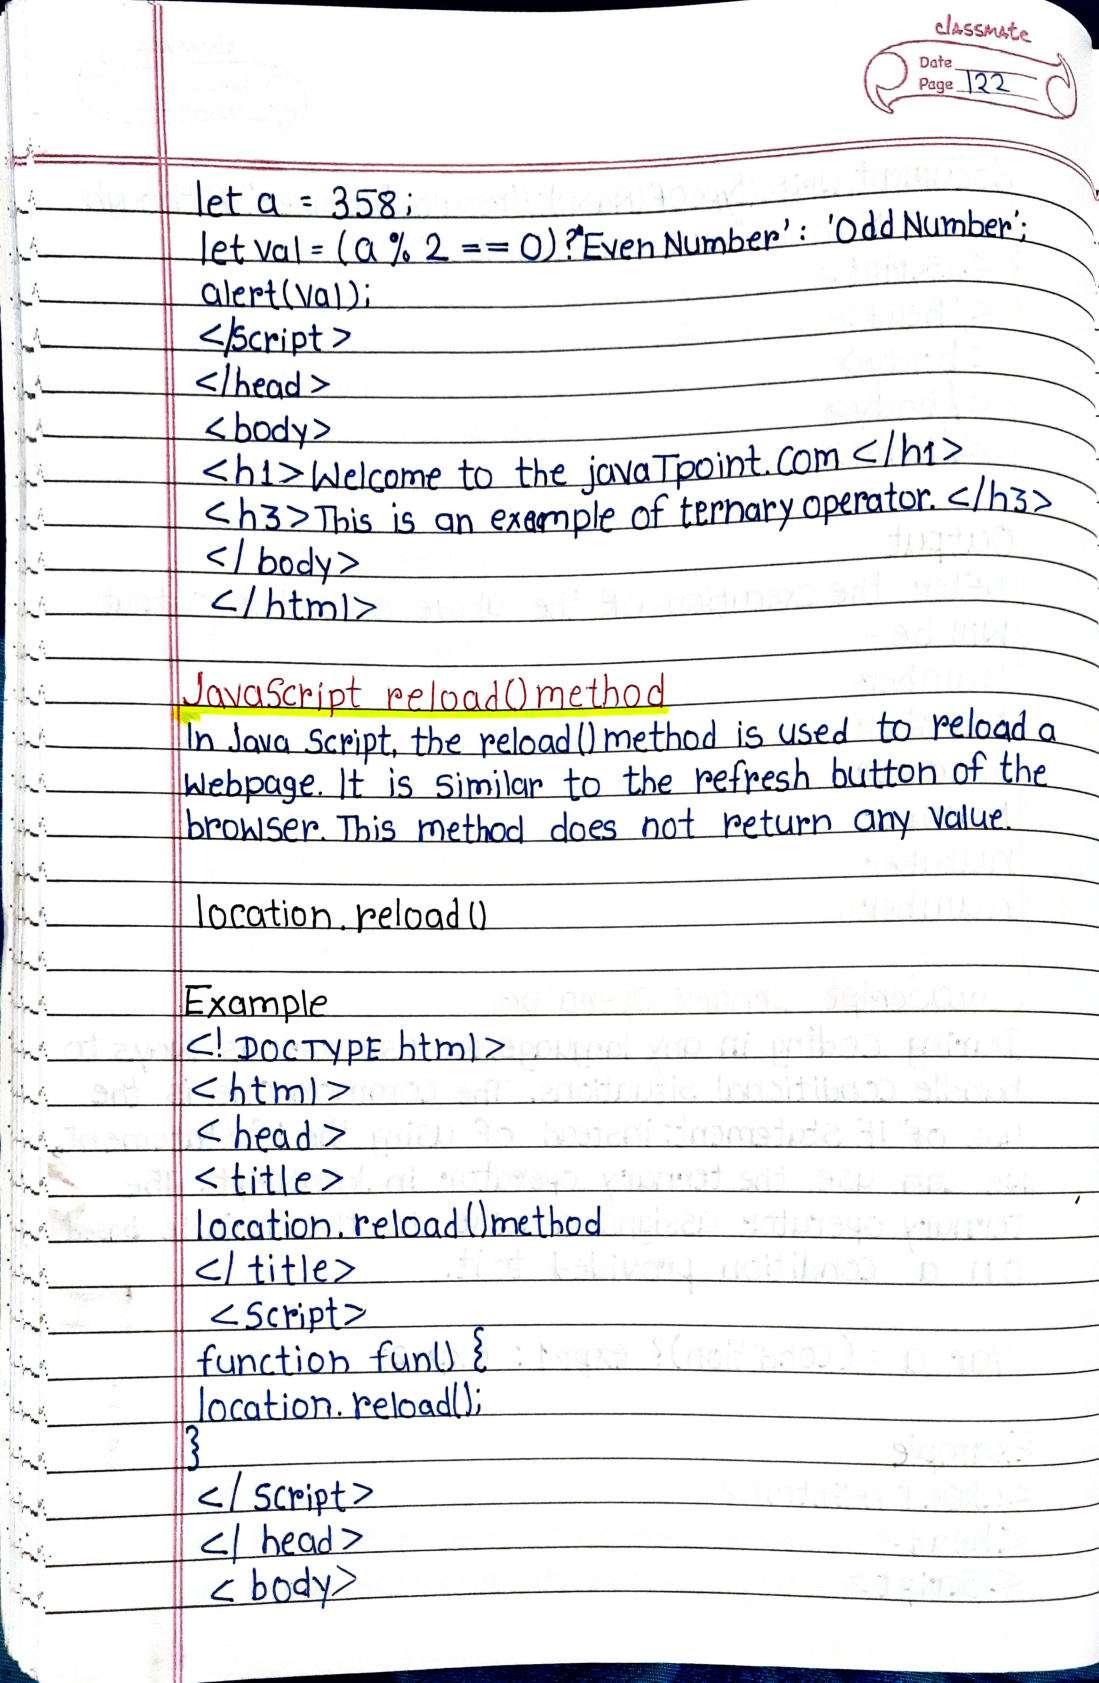 classmate
Date
Page 122
let a = 358;
let val = (a % 2 == 0)? 'Even Number' : 'Odd Number';
alert(val);
</script>
</head>
<body>
<h1>Welcome to the javaTpoint.com </h1>
<h3>This is an example of ternary operator. </h3>
</body>
</html>
JavaScript reload() method
In Java Script, the reload() method is used to reload a
webpage. It is similar to the refresh button of the
browser. This method does not return any value.
location.reload()
Example
<!DOCTYPE html>
<html>
<head>
<title>
location.reload() method
</title>
<script>
function fun() {
location.reload();
}
</script>
</head>
<body>